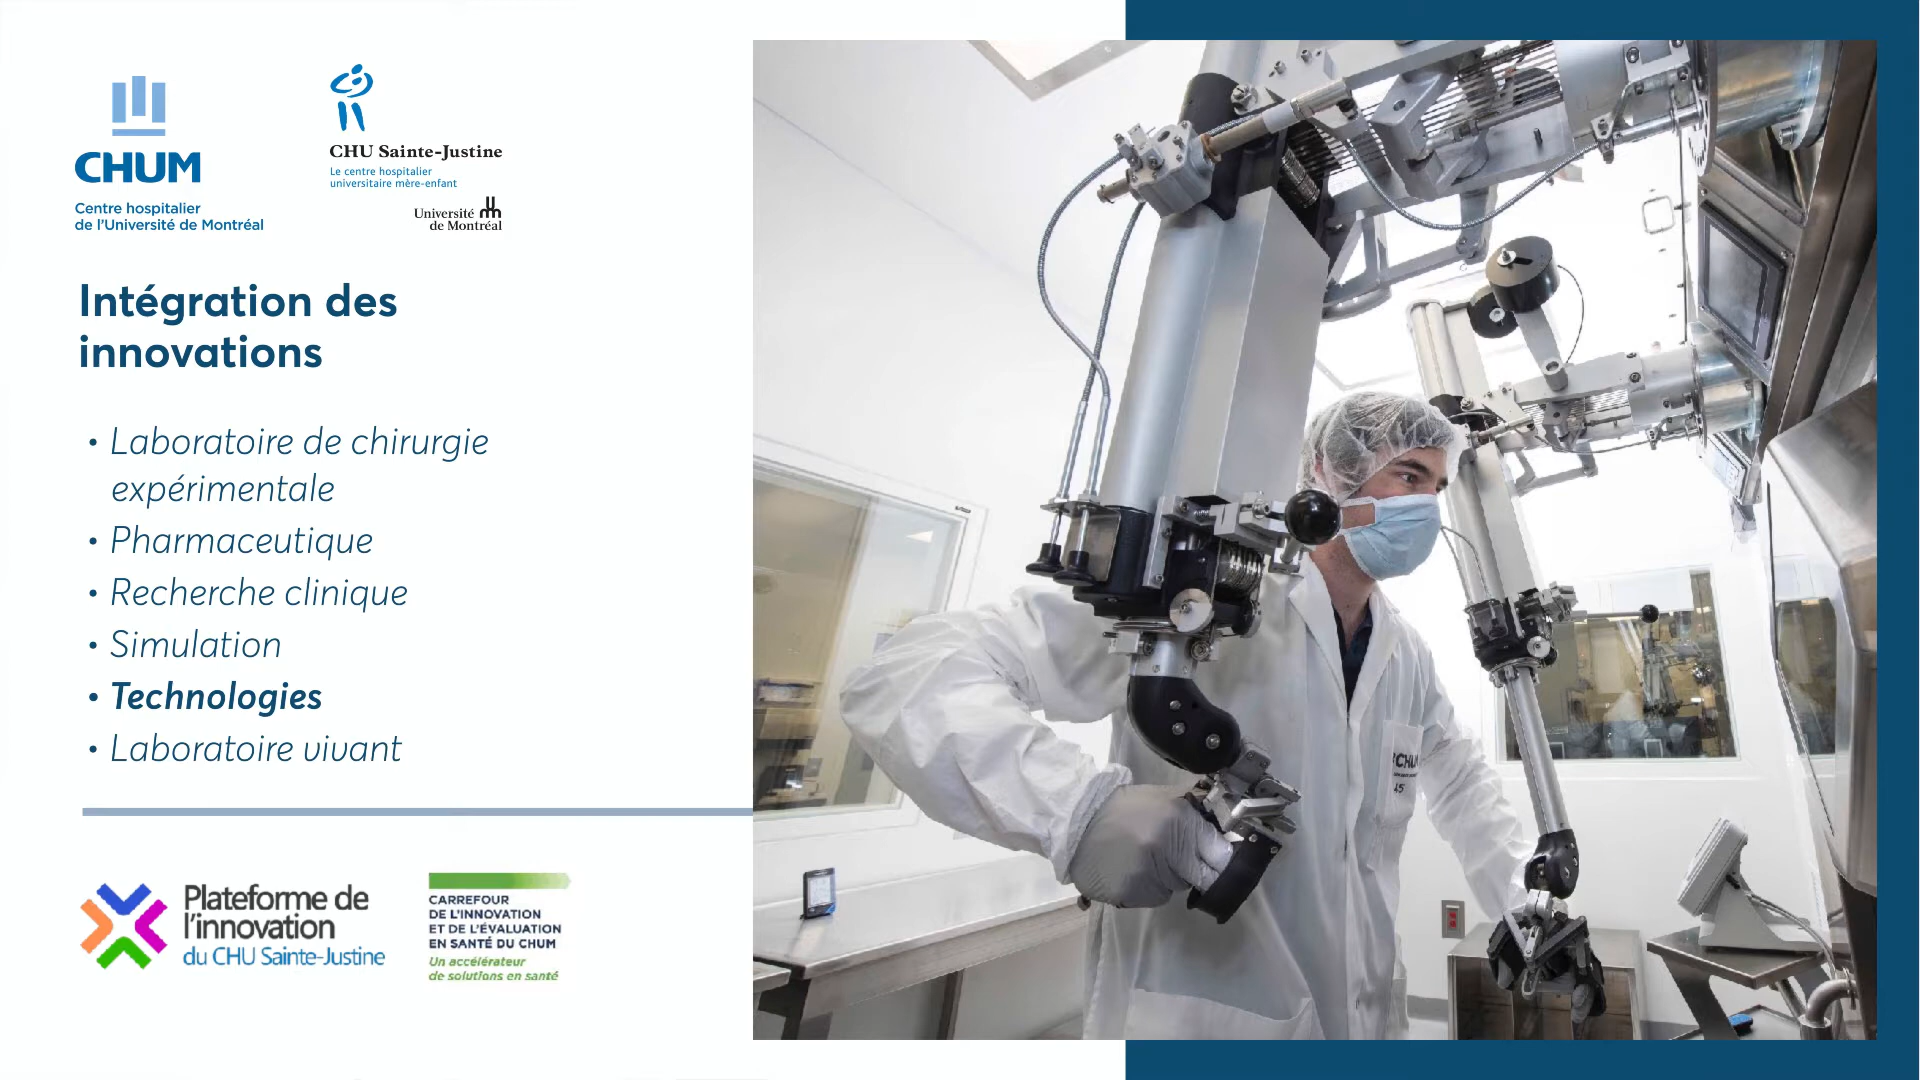 CHUM
Centre hospitalier
de l'Université de Montréal
CHU Sainte-Justine
Le centre hospitalier
universitaire mère-enfant
Université
de Montréal
Intégration des
innovations
• Laboratoire de chirurgie
expérimentale
• Pharmaceutique
• Recherche clinique
• Simulation
• Technologies
• Laboratoire vivant
Plateforme de
l'innovation
du CHU Sainte-Justine
CARREFOUR
DE L'INNOVATION
ET DE L'ÉVALUATION
EN SANTÉ DU CHUM
Un accélérateur
de solutions en santé
CHUM